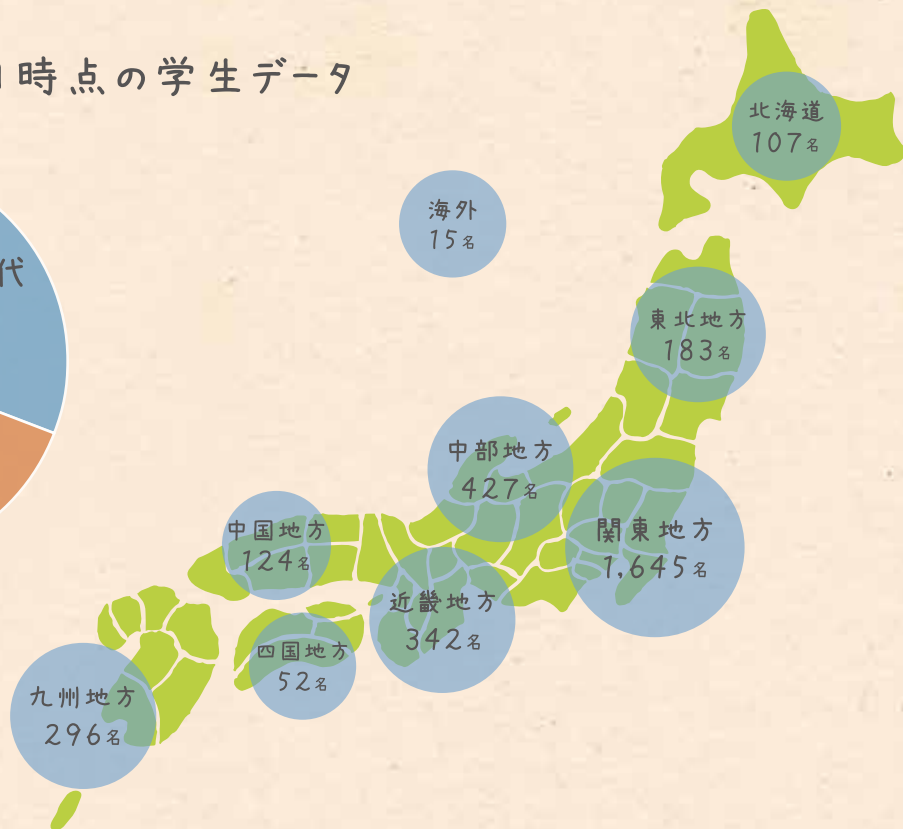 時点の学生データ
代
北海道
107名
海外
15名
東北地方
183名
中部地方
427名
関東地方
1,645名
中国地方
124名
近畿地方
342名
四国地方
52名
九州地方
296名